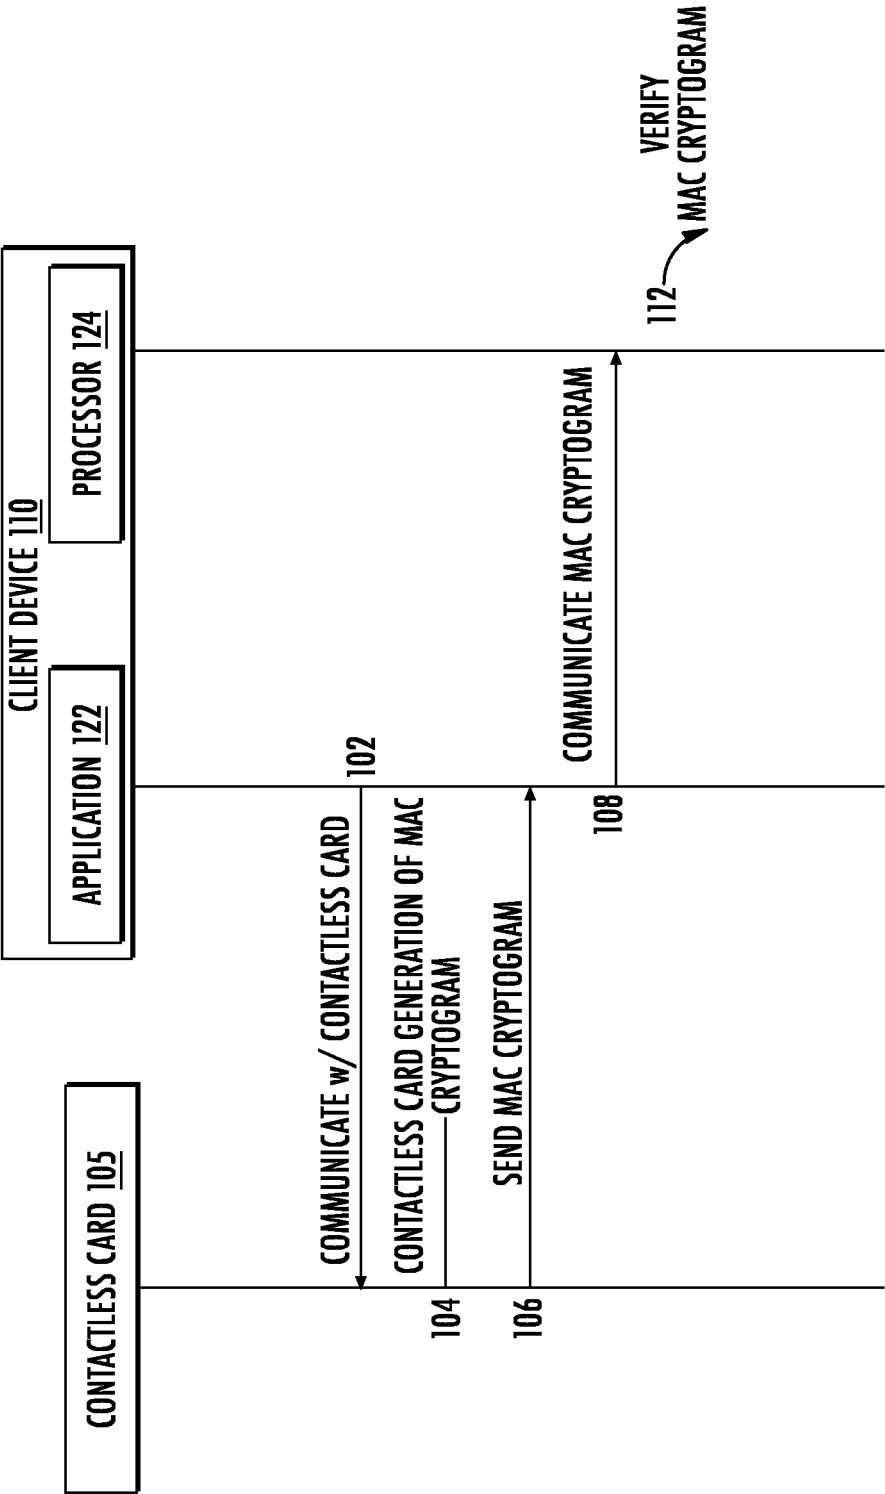 CLIENT DEVICE 110
CONTACTLESS CARD 105
APPLICATION 122
PROCESSOR 124
COMMUNICATE w/ CONTACTLESS CARD
102
CONTACTLESS CARD GENERATION OF MAC
CRYPTOGRAM
104
SEND MAC CRYPTOGRAM
106
COMMUNICATE MAC CRYPTOGRAM
108
112
VERIFY
MAC CRYPTOGRAM